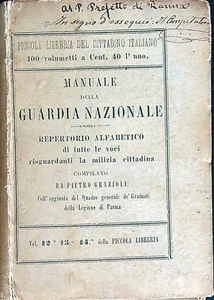 Al P. Prefetto di Parma
In segno d'ossequio il Compilatore
PICCOLA LIBRERIA DEL CITTADINO ITALIANO
100 volumetti a Cent. 40 l'uno.
MANUALE
DELLA
GUARDIA NAZIONALE
REPERTORIO ALFABETICO
di tutte le voci
risguardanti la milizia cittadina
COMPILATO
DA PIETRO GRAZIOLI
Coll'aggiunta del Quadro generale de' Graduati
della Legione di Parma
Vol. 12.° 13.° 14.° della PICCOLA LIBRERIA